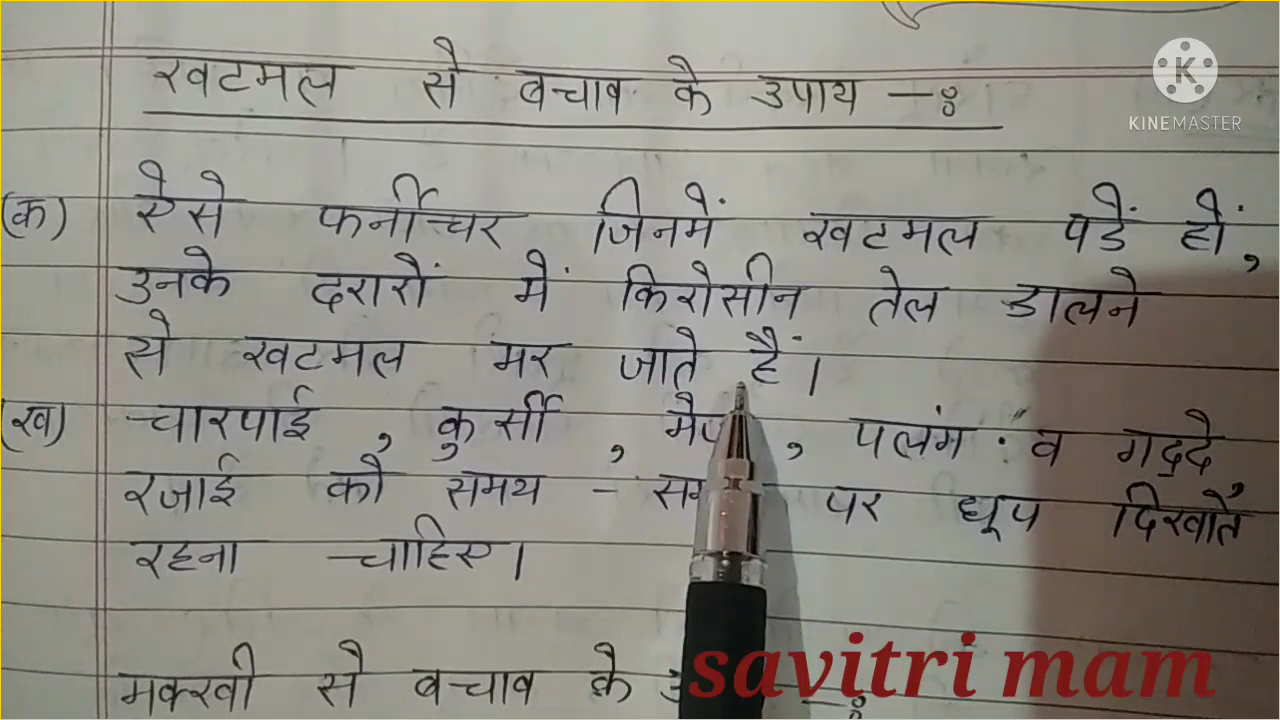 खटमल से बचाव के उपाय -:
KINEMASTER
(क) ऐसे फर्नीचर जिनमें खटमल पडें हों,
उनके दरारों में किरोसीन तेल डालने
से खटमल मर जाते हैं।
(ख) चारपाई, कुर्सी, , पलंग व गद्दे,
रजाई को समय - पर धूप दिखाते
रहना चाहिए।
मक्खी से बचाव के -:
savitri mam